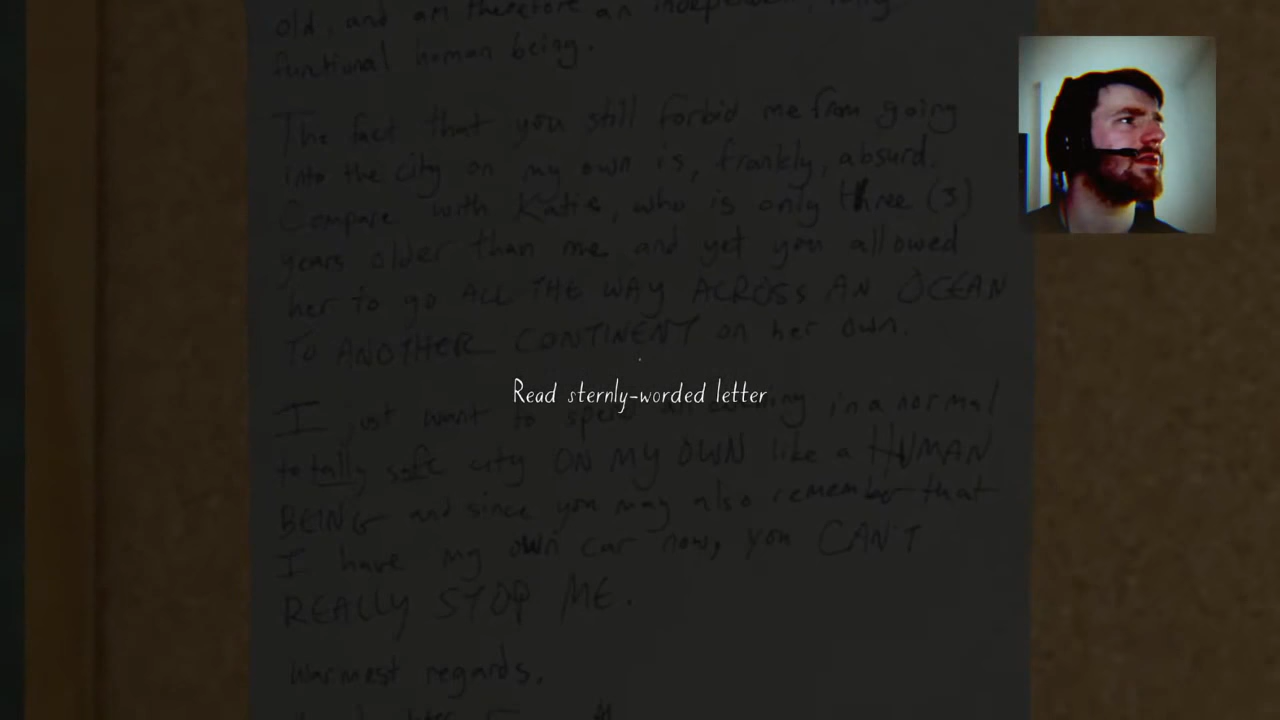 old, and am therefore an independent, fully
functional human being.
The fact that you still forbid me from going
into the city on my own is, frankly, absurd.
Compare with Katie, who is only three (3)
years older than me and yet you allowed
her to go ALL THE WAY ACROSS AN OCEAN
TO ANOTHER CONTINENT on her own.
Read sternly-worded letter
I just want to spend an evening in a normal
totally safe city ON MY OWN like a HUMAN
BEING and since you may also remember that
I have my own car now, you CAN'T
REALLY STOP ME.
Warmest regards,